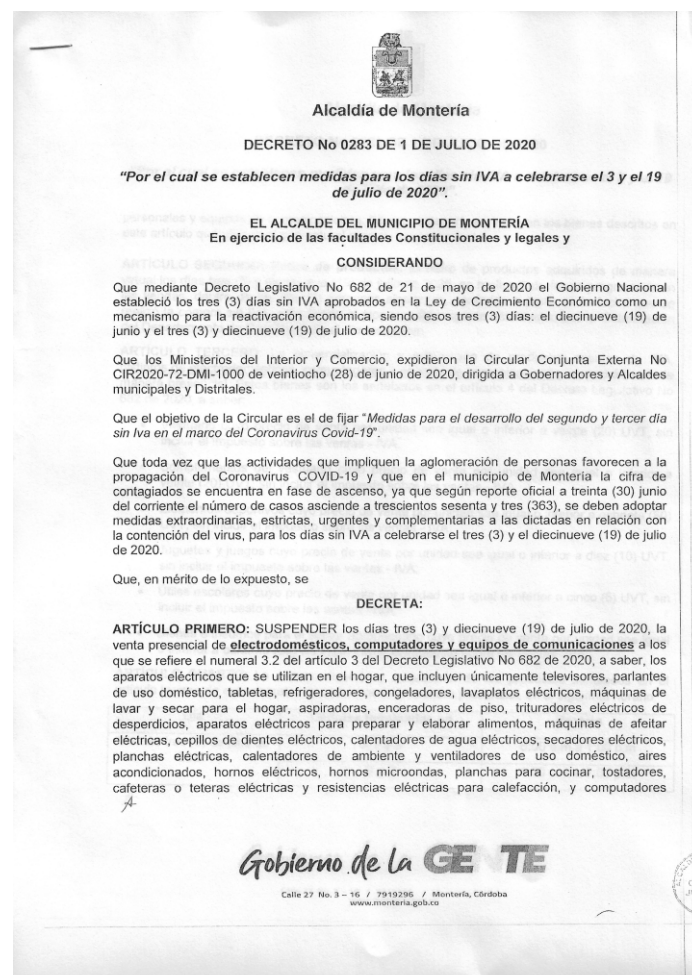 Alcaldía de Montería
DECRETO No 0283 DE 1 DE JULIO DE 2020
"Por el cual se establecen medidas para los días sin IVA a celebrarse el 3 y el 19
de julio de 2020".
EL ALCALDE DEL MUNICIPIO DE MONTERÍA
En ejercicio de las facultades Constitucionales y legales y
CONSIDERANDO
Que mediante Decreto Legislativo No 682 de 21 de mayo de 2020 el Gobierno Nacional
estableció los tres (3) días sin IVA aprobados en la Ley de Crecimiento Económico como un
mecanismo para la reactivación económica, siendo esos tres (3) días: el diecinueve (19) de
junio y el tres (3) y diecinueve (19) de julio de 2020.
Que los Ministerios del Interior y Comercio, expidieron la Circular Conjunta Externa No
CIR2020-72-DMI-1000 de veintiocho (28) de junio de 2020, dirigida a Gobernadores y Alcaldes
municipales y Distritales.
Que el objetivo de la Circular es el de fijar "Medidas para el desarrollo del segundo y tercer día
sin Iva en el marco del Coronavirus Covid-19".
Que toda vez que las actividades que impliquen la aglomeración de personas favorecen a la
propagación del Coronavirus COVID-19 y que en el municipio de Montería la cifra de
contagiados se encuentra en fase de ascenso, ya que según reporte oficial a treinta (30) junio
del corriente el número de casos asciende a trescientos sesenta y tres (363), se deben adoptar
medidas extraordinarias, estrictas, urgentes y complementarias a las dictadas en relación con
la contención del virus, para los días sin IVA a celebrarse el tres (3) y el diecinueve (19) de julio
de 2020.
Que, en mérito de lo expuesto, se
DECRETA:
ARTÍCULO PRIMERO: SUSPENDER los días tres (3) y diecinueve (19) de julio de 2020, la
venta presencial de electrodomésticos, computadores y equipos de comunicaciones a los
que se refiere el numeral 3.2 del artículo 3 del Decreto Legislativo No 682 de 2020, a saber, los
aparatos eléctricos que se utilizan en el hogar, que incluyen únicamente televisores, parlantes
de uso doméstico, tabletas, refrigeradores, congeladores, lavaplatos eléctricos, máquinas de
lavar y secar para el hogar, aspiradoras, enceradoras de piso, trituradores eléctricos de
desperdicios, aparatos eléctricos para preparar y elaborar alimentos, máquinas de afeitar
eléctricas, cepillos de dientes eléctricos, calentadores de agua eléctricos, secadores eléctricos,
planchas eléctricas, calentadores de ambiente y ventiladores de uso doméstico, aires
acondicionados, hornos eléctricos, hornos microondas, planchas para cocinar, tostadores,
cafeteras o teteras eléctricas y resistencias eléctricas para calefacción, y computadores
Gobierno de la GENTE
Calle 27 No. 3 – 16 / 7919296 / Montería, Córdoba
www.monteria.gob.co